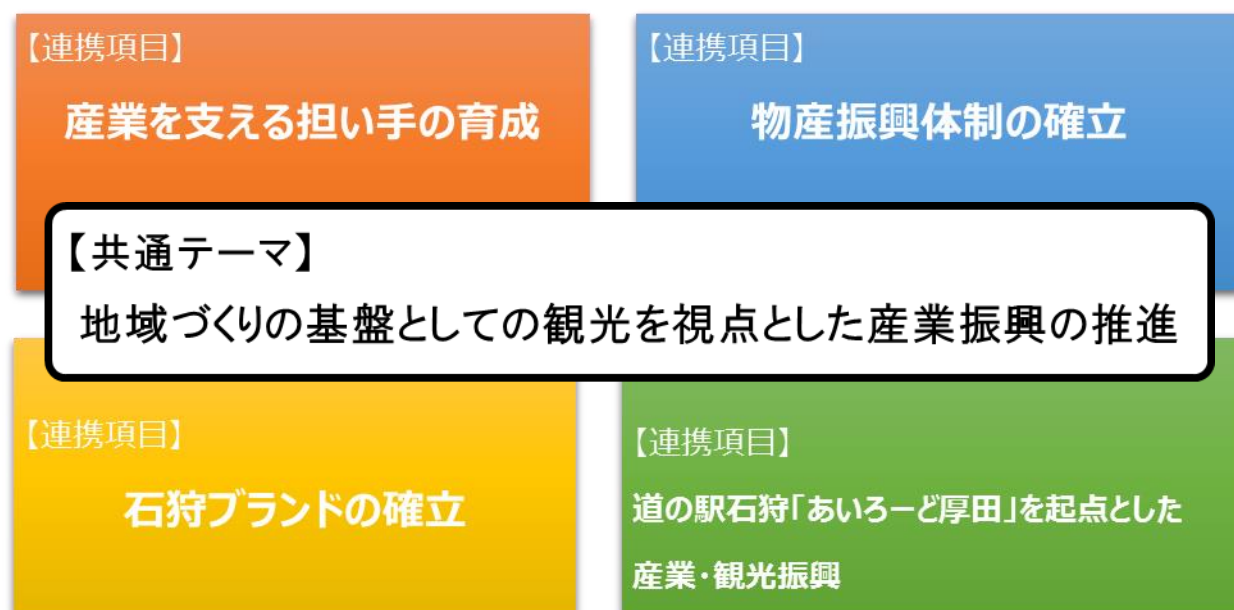 【連携項目】
産業を支える担い手の育成
【連携項目】
物産振興体制の確立
【共通テーマ】
地域づくりの基盤としての観光を視点とした産業振興の推進
【連携項目】
石狩ブランドの確立
【連携項目】
道の駅石狩「あいろーど厚田」を起点とした
産業・観光振興